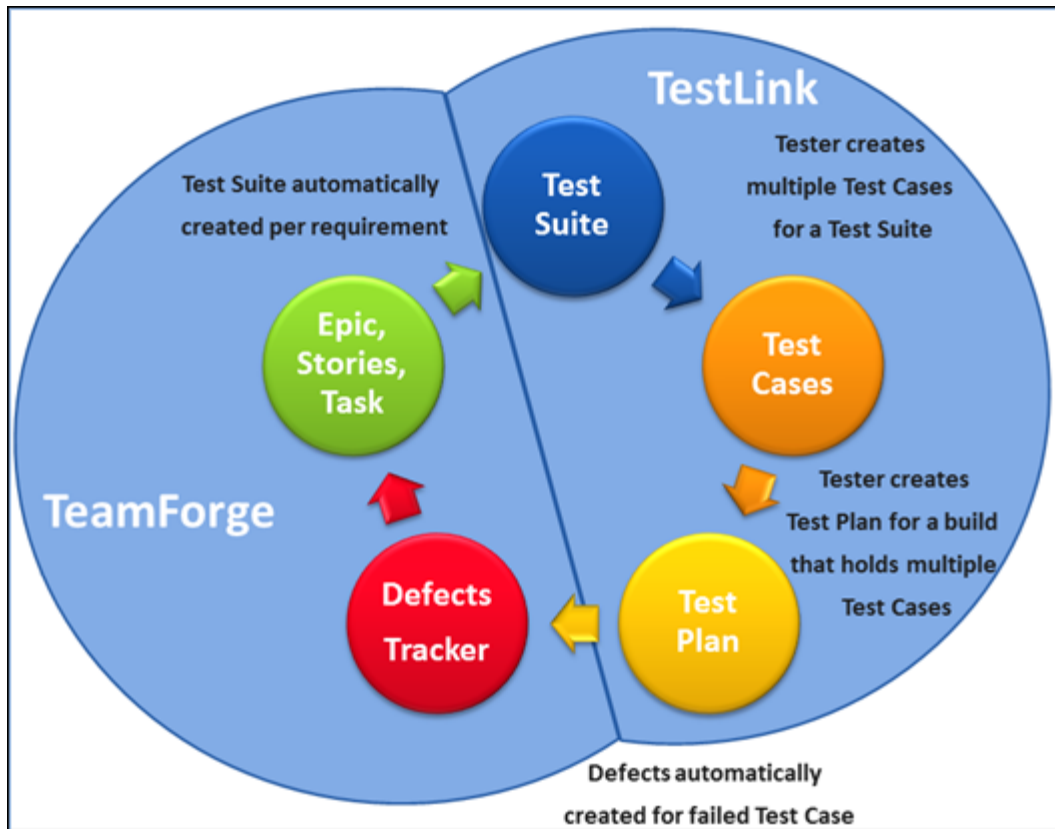 TestLink
Tester creates
multiple Test Cases
for a Test Suite
Test
Suite
Test Suite automatically
created per requirement
Epic,
Stories,
Task
Test
Cases
TeamForge
Tester creates
Test Plan for a build
that holds multiple
Test Cases
Defects
Tracker
Test
Plan
Defects automatically
created for failed Test Case